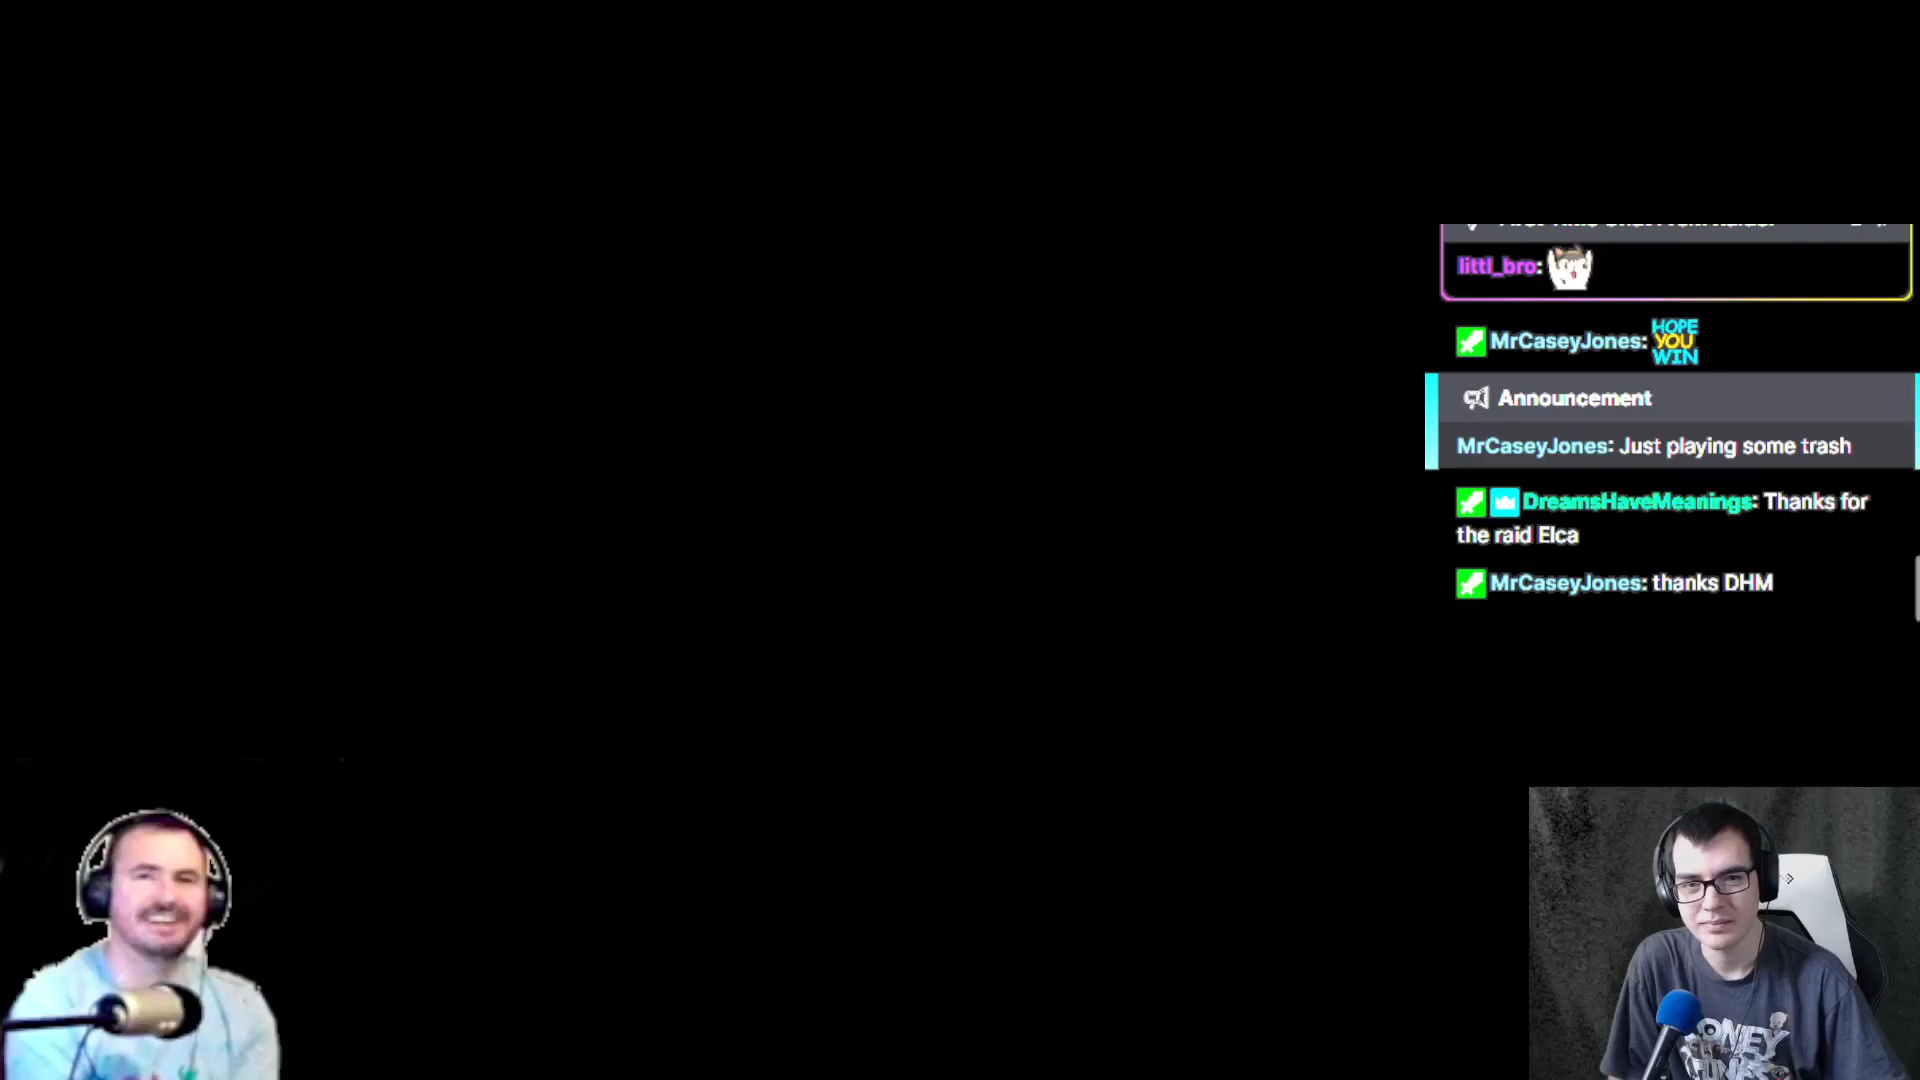 littl_bro:
MrCaseyJones: HOPE
YOU
WIN
Announcement
MrCaseyJones: Just playing some trash
DreamsHaveMeanings: Thanks for
the raid Elca
MrCaseyJones: thanks DHM